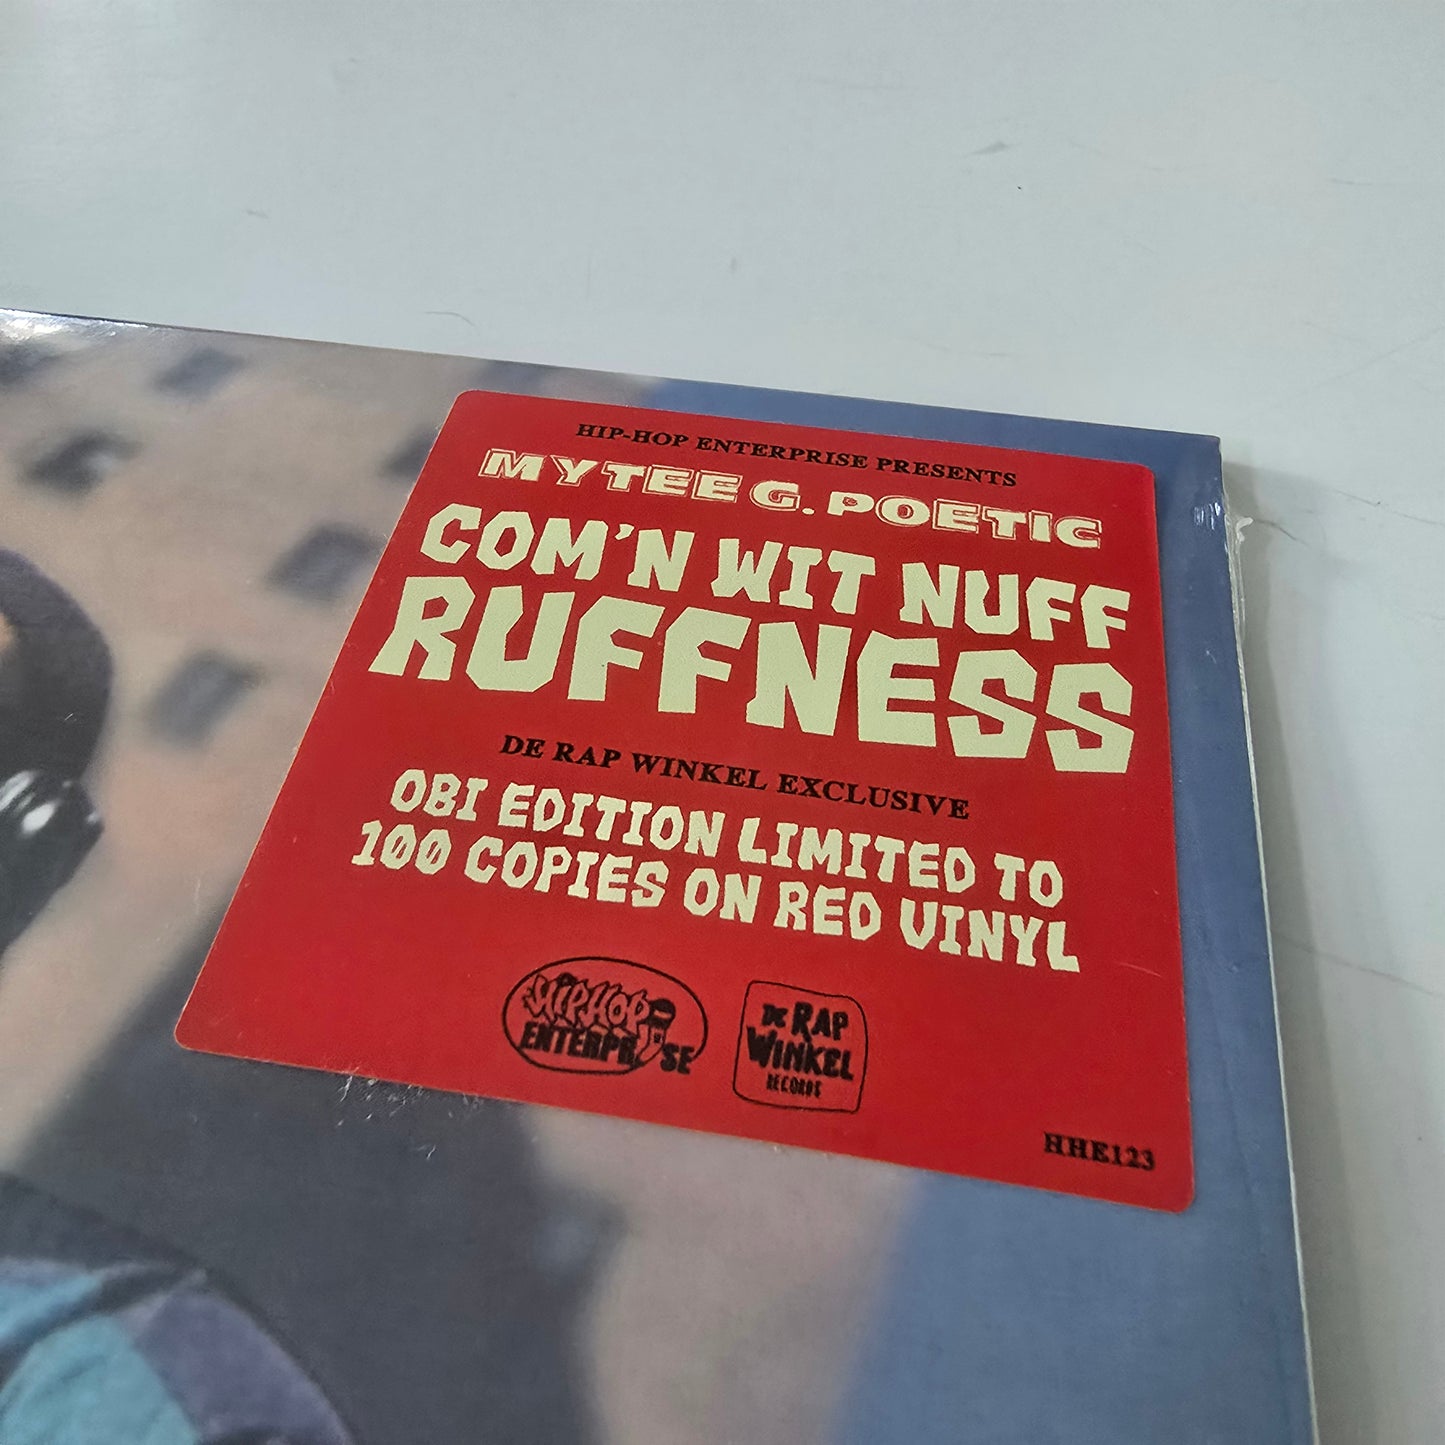 HIP-HOP ENTERPRISE PRESENTS
MYTEE G. POETIC
COM'N WIT NUFF
RUFFNESS
DE RAP WINKEL EXCLUSIVE
OBI EDITION LIMITED TO
100 COPIES ON RED VINYL
HIPHOP
ENTERPRISE
DE RAP
WINKEL
RECORDS
HHE123